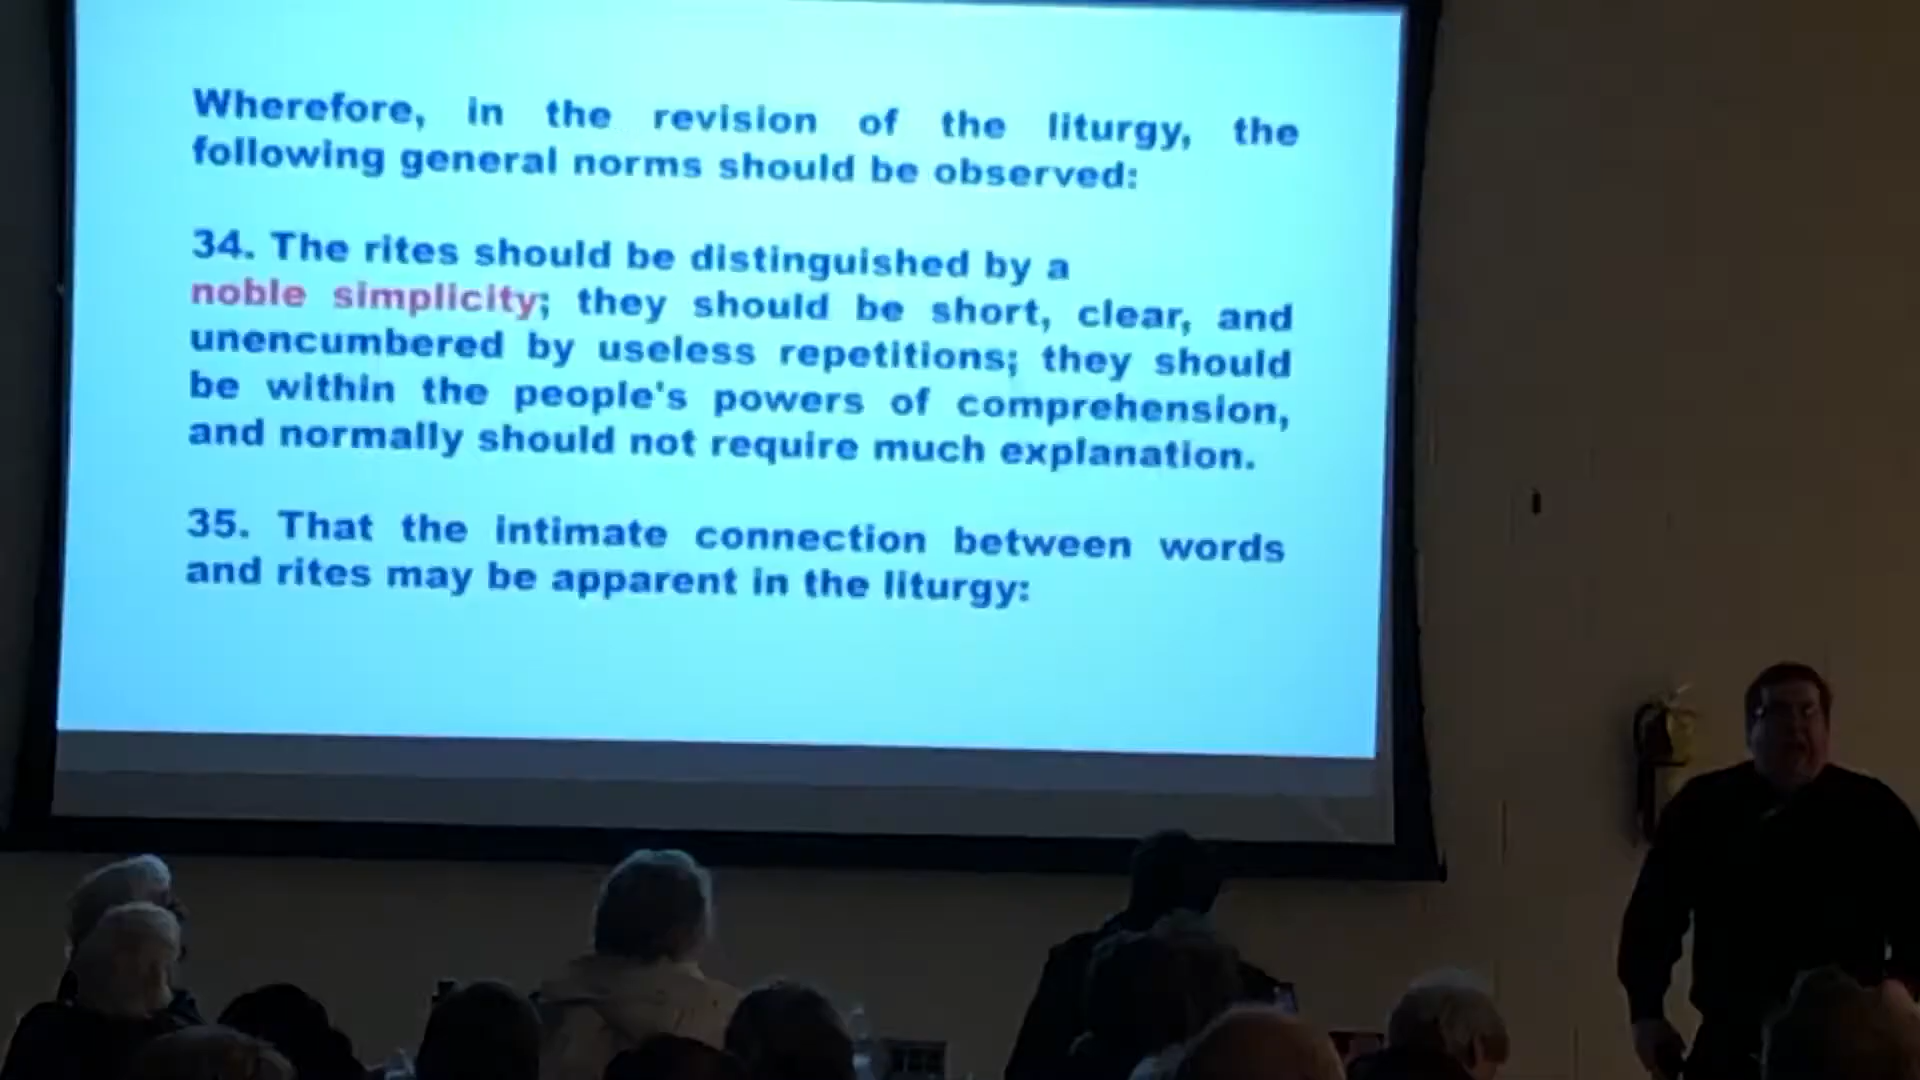 Wherefore, in the revision of the liturgy, the
following general norms should be observed:
34. The rites should be distinguished by a
noble simplicity; they should be short, clear, and
unencumbered by useless repetitions; they should
be within the people's powers of comprehension,
and normally should not require much explanation.
35. That the intimate connection between words
and rites may be apparent in the liturgy: